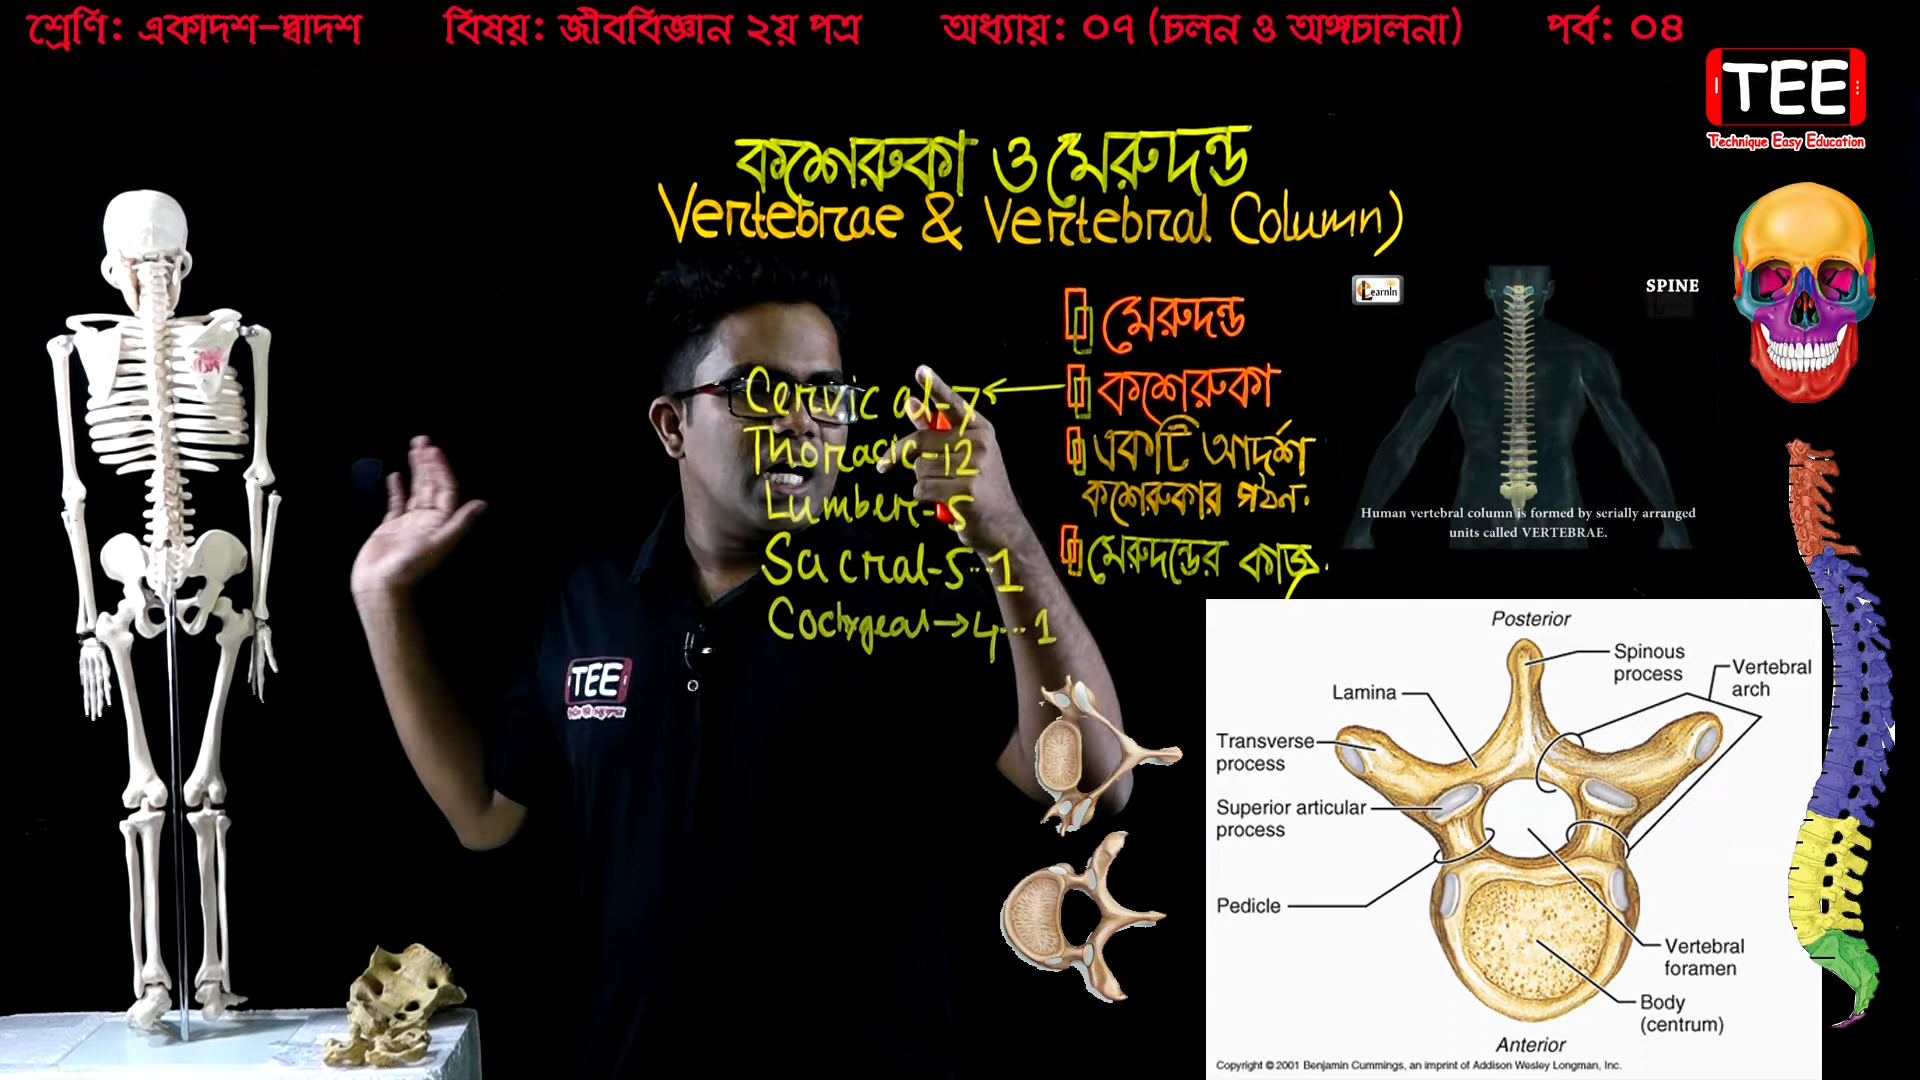 শ্রেণি: একাদশ-দ্বাদশ বিষয়: জীববিজ্ঞান ২য় পত্র অধ্যায়: ০৭ (চলন ও অঙ্গচালনা) পর্ব: ০৪
TEE
Technique Easy Education
কশেরুকা ও মেরুদন্ড
Vertebrae & Vertebral Column)
মেরুদন্ড
কশেরুকা
একটি আদর্শ
কশেরুকার গঠন.
মেরুদন্ডের কাজ.
Cervical-7
Thoracic-12
Lumber-5
Sacral-5...1
Cochygeal→4...1
LearnIn
SPINE
Human vertebral column is formed by serially arranged
units called VERTEBRAE.
TEE
Posterior
Spinous
process
Vertebral
arch
Lamina
Transverse
process
Superior articular
process
Pedicle
Vertebral
foramen
Body
(centrum)
Anterior
Copyright © 2001 Benjamin Cummings, an imprint of Addison Wesley Longman, Inc.